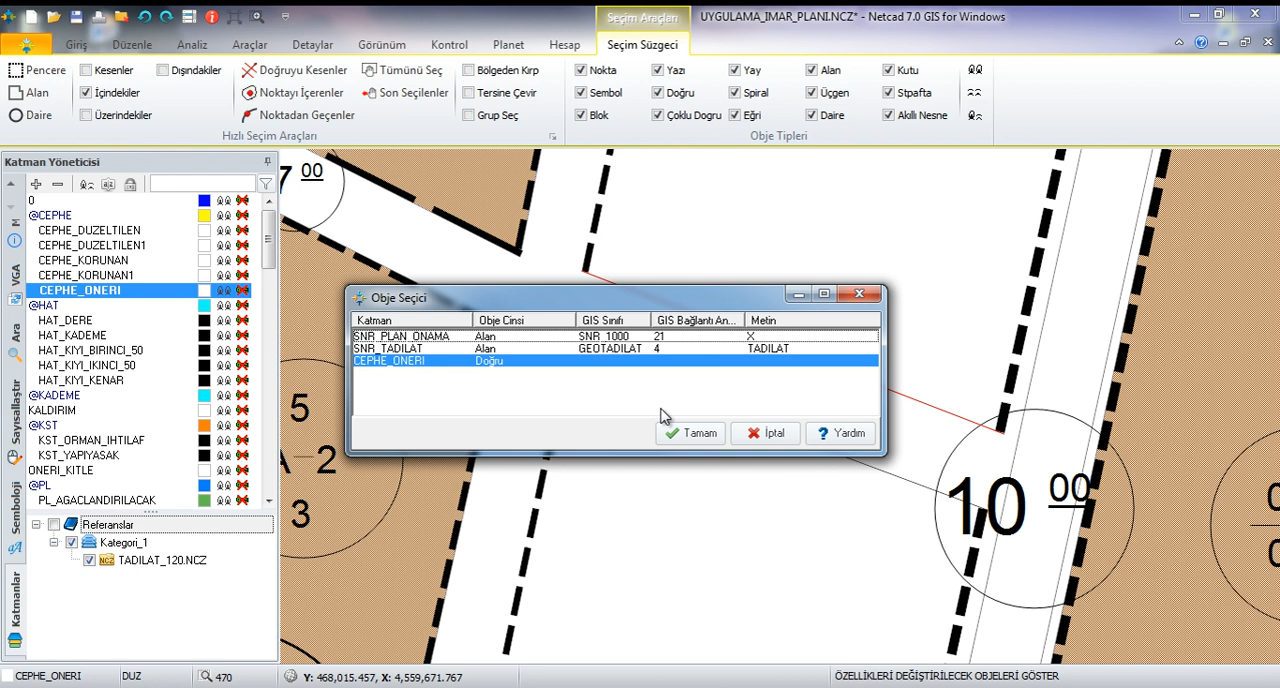 Seçim Araçları
UYGULAMA_IMAR_PLANI.NCZ* - Netcad 7.0 GIS for Windows
Giriş Düzenle Analiz Araçlar Detaylar Görünüm Kontrol Planet Hesap Seçim Süzgeci
Pencere Kesenler Dışındakiler Doğruyu Kesenler Tümünü Seç Bölgeden Kırp Nokta Yazı Yay Alan Kutu
Alan İçindekiler Noktayı İçerenler Son Seçilenler Tersine Çevir Sembol Doğru Spiral Üçgen Stpafta
Daire Üzerindekiler Noktadan Geçenler Grup Seç Blok Çoklu Dogru Eğri Daire Akıllı Nesne
Hızlı Seçim Araçları
Obje Tipleri
Katman Yöneticisi
0
@CEPHE
CEPHE_DUZELTILEN
CEPHE_DUZELTILEN1
CEPHE_KORUNAN
CEPHE_KORUNAN1
CEPHE_ONERI
@HAT
HAT_DERE
HAT_KADEME
HAT_KIYI_BIRINCI_50
HAT_KIYI_IKINCI_50
HAT_KIYI_KENAR
@KADEME
KALDIRIM
@KST
KST_ORMAN_IHTILAF
KST_YAPIYASAK
ONERI_KITLE
@PL
PL_AGACLANDIRILACAK
Referanslar
Kategori_1
TADILAT_120.NCZ
M
VGA
Ara
Sayısallaştır
Semboloji
Katmanlar
7 00
5
A - 2
3
10 00
0
0
Obje Seçici
Katman Obje Cinsi GIS Sınıfı GIS Bağlantı An... Metin
SNR_PLAN_ONAMA Alan SNR_1000 21 X
SNR_TADILAT Alan GEOTADILAT 4 TADILAT
CEPHE_ONERI Doğru
Tamam İptal Yardım
CEPHE_ONERI DUZ 470 Y: 468,015.457, X: 4,559,671.767 ÖZELLİKLERİ DEĞİŞTİRİLECEK OBJELERİ GÖSTER